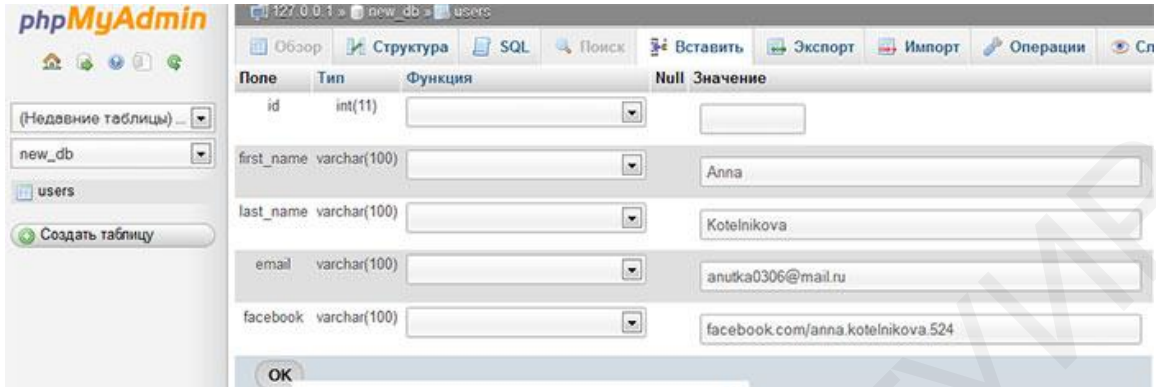 phpMyAdmin
127.0.0.1 » new_db » users
Обзор Структура SQL Поиск Вставить Экспорт Импорт Операции Сл
Поле Тип Функция Null Значение
(Недавние таблицы) ...
new_db
users
Создать таблицу
id int(11)
first_name varchar(100) Anna
last_name varchar(100) Kotelnikova
email varchar(100) anutka0306@mail.ru
facebook varchar(100) facebook.com/anna.kotelnikova.524
OK